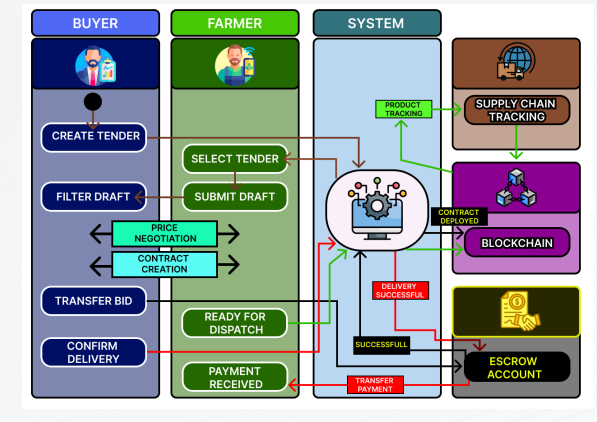 BUYER
FARMER
SYSTEM
PRODUCT
TRACKING
SUPPLY CHAIN
TRACKING
CREATE TENDER
SELECT TENDER
FILTER DRAFT
SUBMIT DRAFT
CONTRACT
DEPLOYED
PRICE
NEGOTIATION
BLOCKCHAIN
CONTRACT
CREATION
DELIVERY
SUCCESSFUL
TRANSFER BID
READY FOR
DISPATCH
CONFIRM
DELIVERY
SUCCESSFULL
ESCROW
ACCOUNT
PAYMENT
RECEIVED
TRANSFER
PAYMENT